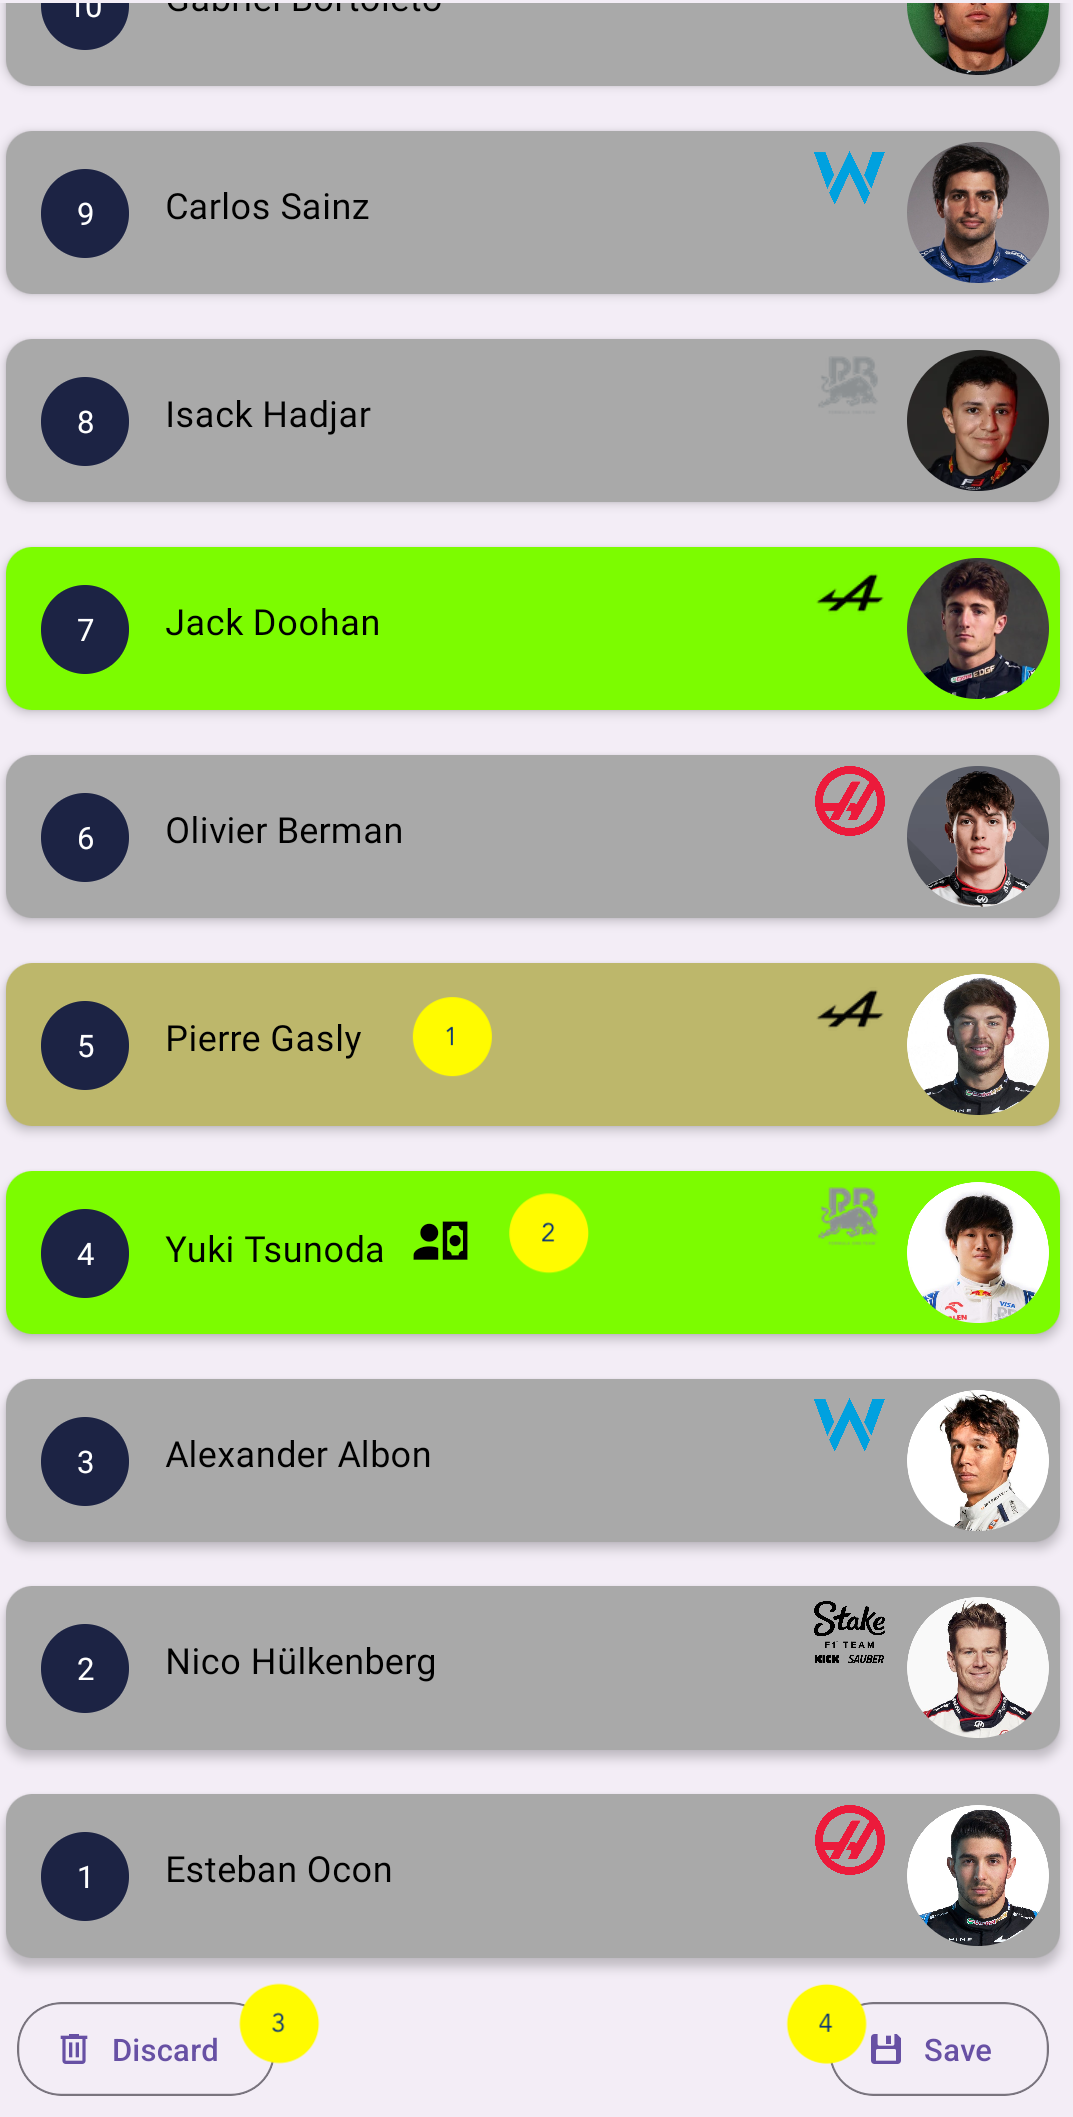 10 Gabriel Bortoleto
9 Carlos Sainz
8 Isack Hadjar
7 Jack Doohan
6 Olivier Berman
5 Pierre Gasly 1
4 Yuki Tsunoda 2
3 Alexander Albon
2 Nico Hülkenberg
Stake
F1 TEAM
KICK SAUBER
1 Esteban Ocon
Discard 3
4 Save